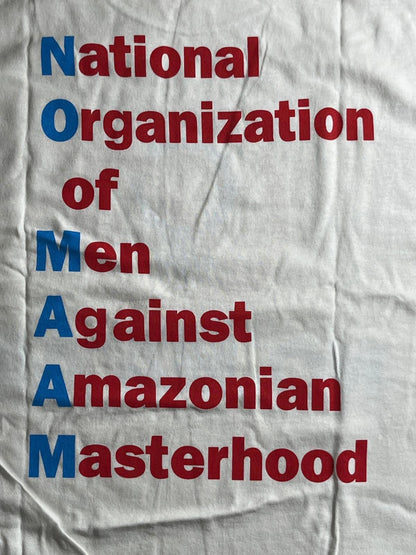 National
Organization
of
Men
Against
Amazonian
Masterhood